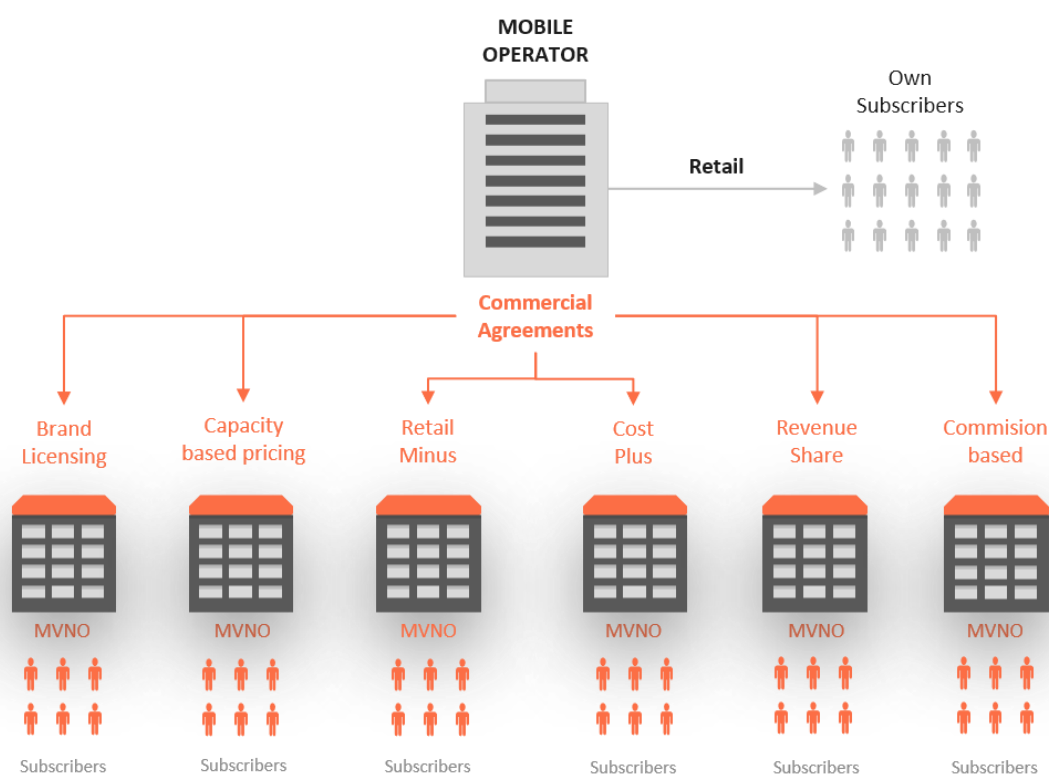 MOBILE
OPERATOR
Own
Subscribers
Retail
Commercial
Agreements
Brand
Licensing
Capacity
based pricing
Retail
Minus
Cost
Plus
Revenue
Share
Commision
based
MVNO
MVNO
MVNO
MVNO
MVNO
MVNO
Subscribers
Subscribers
Subscribers
Subscribers
Subscribers
Subscribers